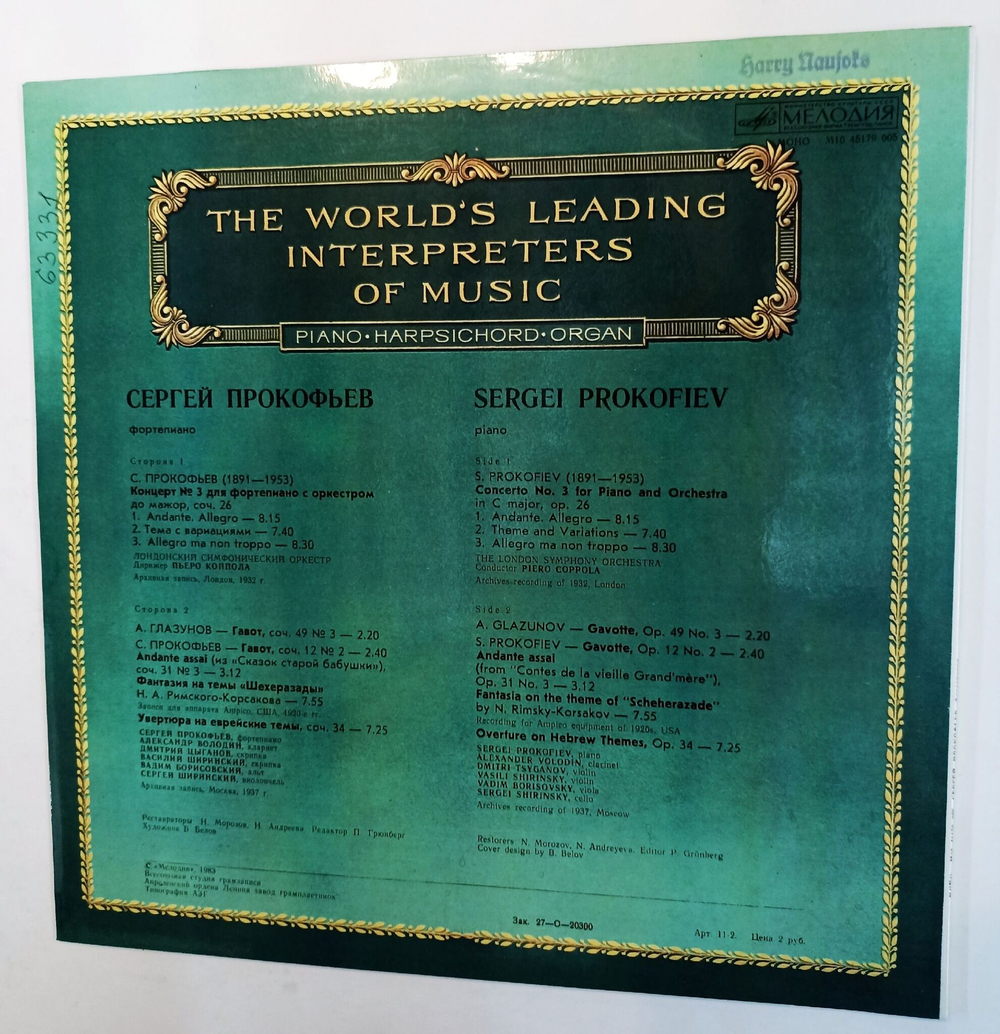 Harry Naujoks
МЕЛОДИЯ
МОНО М10 45179 005
63331
THE WORLD'S LEADING
INTERPRETERS
OF MUSIC
PIANO • HARPSICHORD • ORGAN
СЕРГЕЙ ПРОКОФЬЕВ
фортепиано
Сторона 1
С. ПРОКОФЬЕВ (1891—1953)
Концерт № 3 для фортепиано с оркестром
до мажор, соч. 26
1. Andante. Allegro — 8.15
2. Тема с вариациями — 7.40
3. Allegro ma non troppo — 8.30
ЛОНДОНСКИЙ СИМФОНИЧЕСКИЙ ОРКЕСТР
Дирижер ПЬЕРО КОППОЛА
Архивная запись, Лондон, 1932 г.
Сторона 2
А. ГЛАЗУНОВ — Гавот, соч. 49 № 3 — 2.20
С. ПРОКОФЬЕВ — Гавот, соч. 12 № 2 — 2.40
Andante assai (из «Сказок старой бабушки»),
соч. 31 № 3 — 3.12
Фантазия на темы «Шехеразады»
Н. А. Римского-Корсакова — 7.55
Запись для аппарата Ампико, США, 1920-е гг.
Увертюра на еврейские темы, соч. 34 — 7.25
СЕРГЕЙ ПРОКОФЬЕВ, фортепиано
АЛЕКСАНДР ВОЛОДИН, кларнет
ДМИТРИЙ ЦЫГАНОВ, скрипка
ВАСИЛИЙ ШИРИНСКИЙ, скрипка
ВАДИМ БОРИСОВСКИЙ, альт
СЕРГЕЙ ШИРИНСКИЙ, виолончель
Архивная запись, Москва, 1937 г.
Реставраторы Н. Морозов, Н. Андреева. Редактор П. Грюнберг
Художник Б. Белов
С «Мелодия», 1983
Всесоюзная студия грамзаписи
Апрелевский ордена Ленина завод грампластинок
Типография АЗГ
SERGEI PROKOFIEV
piano
Side 1
S. PROKOFIEV (1891—1953)
Concerto No. 3 for Piano and Orchestra
in C major, op. 26
1. Andante. Allegro — 8.15
2. Theme and Variations — 7.40
3. Allegro ma non troppo — 8.30
THE LONDON SYMPHONY ORCHESTRA
Conductor PIERO COPPOLA
Archives recording of 1932, London
Side 2
A. GLAZUNOV — Gavotte, Op. 49 No. 3 — 2.20
S. PROKOFIEV — Gavotte, Op. 12 No. 2 — 2.40
Andante assai
(from "Contes de la vieille Grand'mère"),
Op. 31 No. 3 — 3.12
Fantasia on the theme of "Scheherazade"
by N. Rimsky-Korsakov — 7.55
Recording for Ampico equipment of 1920s, USA
Overture on Hebrew Themes, Op. 34 — 7.25
SERGEI PROKOFIEV, piano
ALEXANDER VOLODIN, clarinet
DMITRI TSYGANOV, violin
VASILI SHIRINSKY, violin
VADIM BORISOVSKY, viola
SERGEI SHIRINSKY, cello
Archives recording of 1937, Moscow
Restorers N. Morozov, N. Andreyeva. Editor P. Grünberg
Cover design by B. Belov
Зак. 27—О—20300
Арт. 11-2. Цена 2 руб.